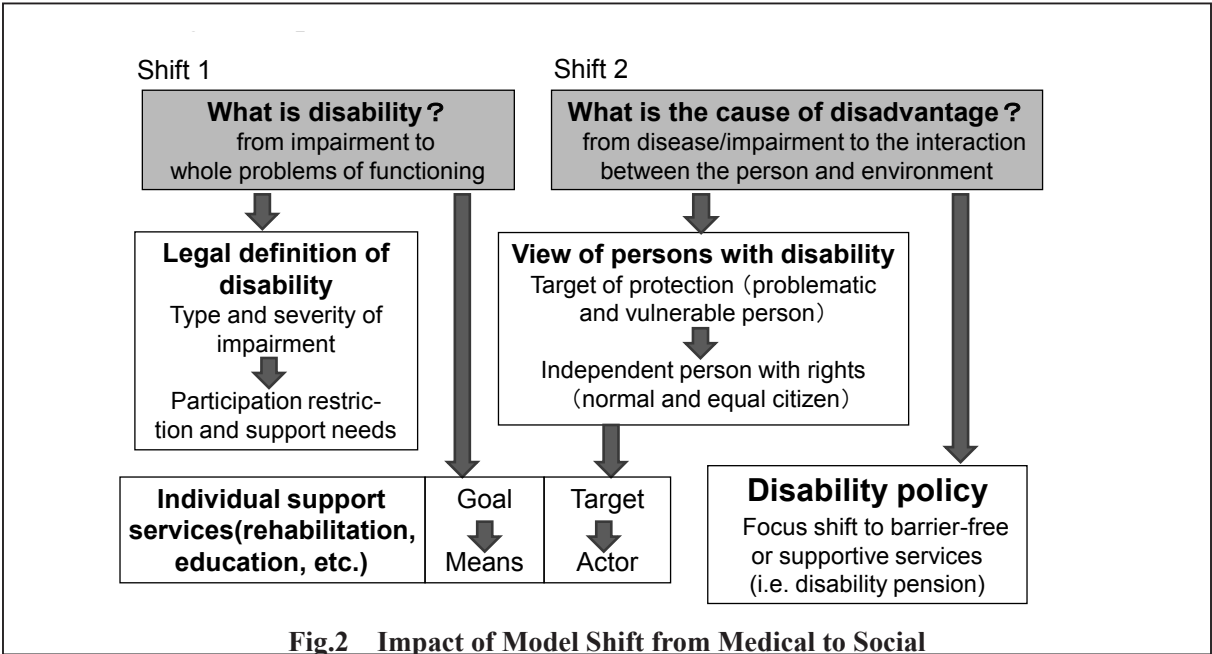 Shift 1
What is disability？
from impairment to
whole problems of functioning
Shift 2
What is the cause of disadvantage？
from disease/impairment to the interaction
between the person and environment
Legal definition of
disability
Type and severity of
impairment
Participation restric-
tion and support needs
View of persons with disability
Target of protection（problematic
and vulnerable person）
Independent person with rights
（normal and equal citizen）
Individual support
services(rehabilitation,
education, etc.)
Goal
Means
Target
Actor
Disability policy
Focus shift to barrier-free
or supportive services
(i.e. disability pension)
Fig.2 Impact of Model Shift from Medical to Social